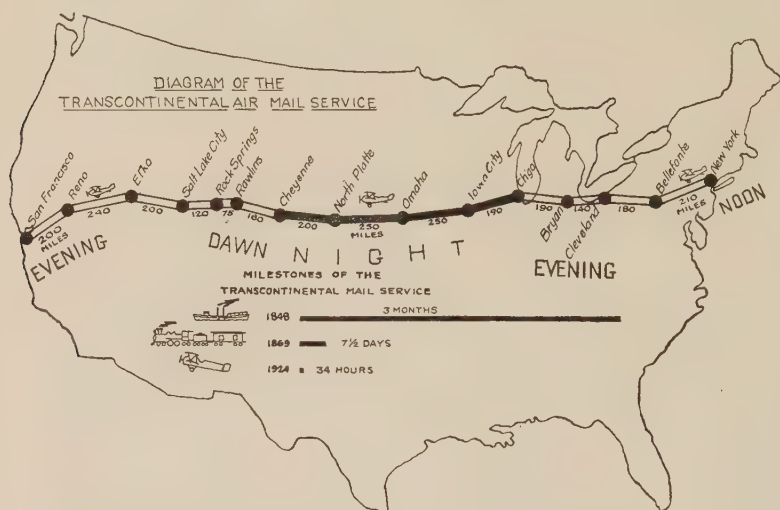 DIAGRAM OF THE
TRANSCONTINENTAL AIR MAIL SERVICE
San Francisco
Reno
Elko
Salt Lake City
Rock Springs
Rawlins
Cheyenne
North Platte
Omaha
Iowa City
Chgo
Bryan
Cleveland
Bellefonte
New York
200
MILES
240
200
120
75
160
200
250
MILES
250
190
190
140
180
210
MILES
EVENING
DAWN
NIGHT
EVENING
NOON
MILESTONES OF THE
TRANSCONTINENTAL MAIL SERVICE
1848 3 MONTHS
1869 7½ DAYS
1924 34 HOURS